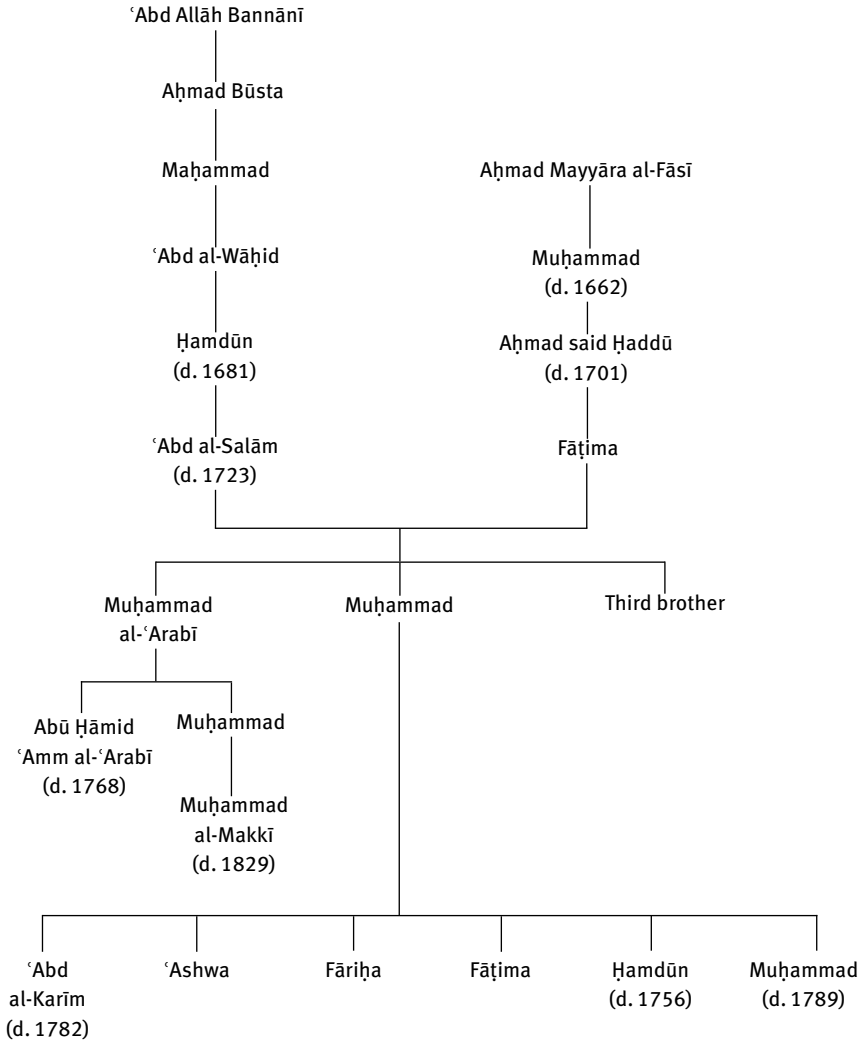 ʿAbd Allāh Bannānī
Aḥmad Būsta
Maḥammad
Aḥmad Mayyāra al-Fāsī
ʿAbd al-Wāḥid
Muḥammad
(d. 1662)
Ḥamdūn
(d. 1681)
Aḥmad said Ḥaddū
(d. 1701)
ʿAbd al-Salām
(d. 1723)
Fāṭima
Muḥammad
al-ʿArabī
Muḥammad
Third brother
Abū Ḥāmid
ʿAmm al-ʿArabī
(d. 1768)
Muḥammad
Muḥammad
al-Makkī
(d. 1829)
ʿAbd
al-Karīm
(d. 1782)
ʿAshwa
Fāriḥa
Fāṭima
Ḥamdūn
(d. 1756)
Muḥammad
(d. 1789)